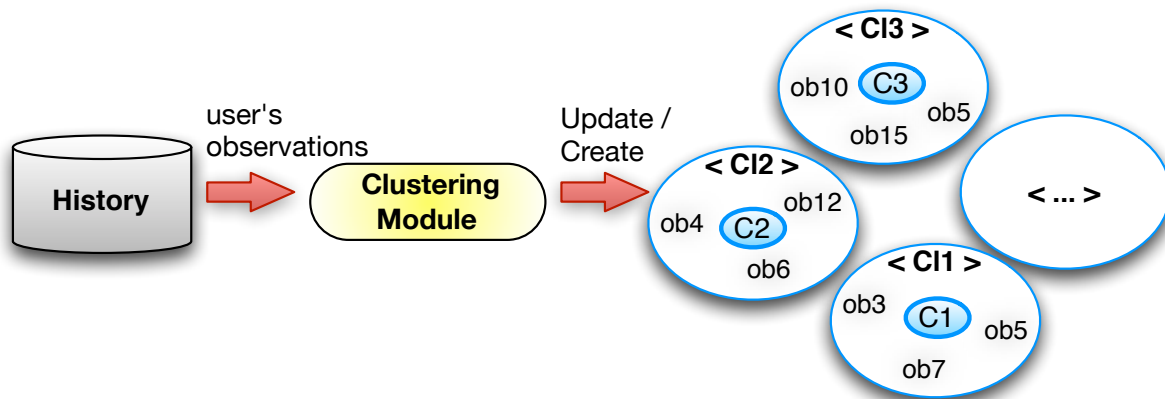 History
user's
observations
Clustering
Module
Update /
Create
< Cl3 >
ob10
C3
ob5
ob15
< Cl2 >
ob4
C2
ob12
ob6
< ... >
< Cl1 >
ob3
C1
ob5
ob7